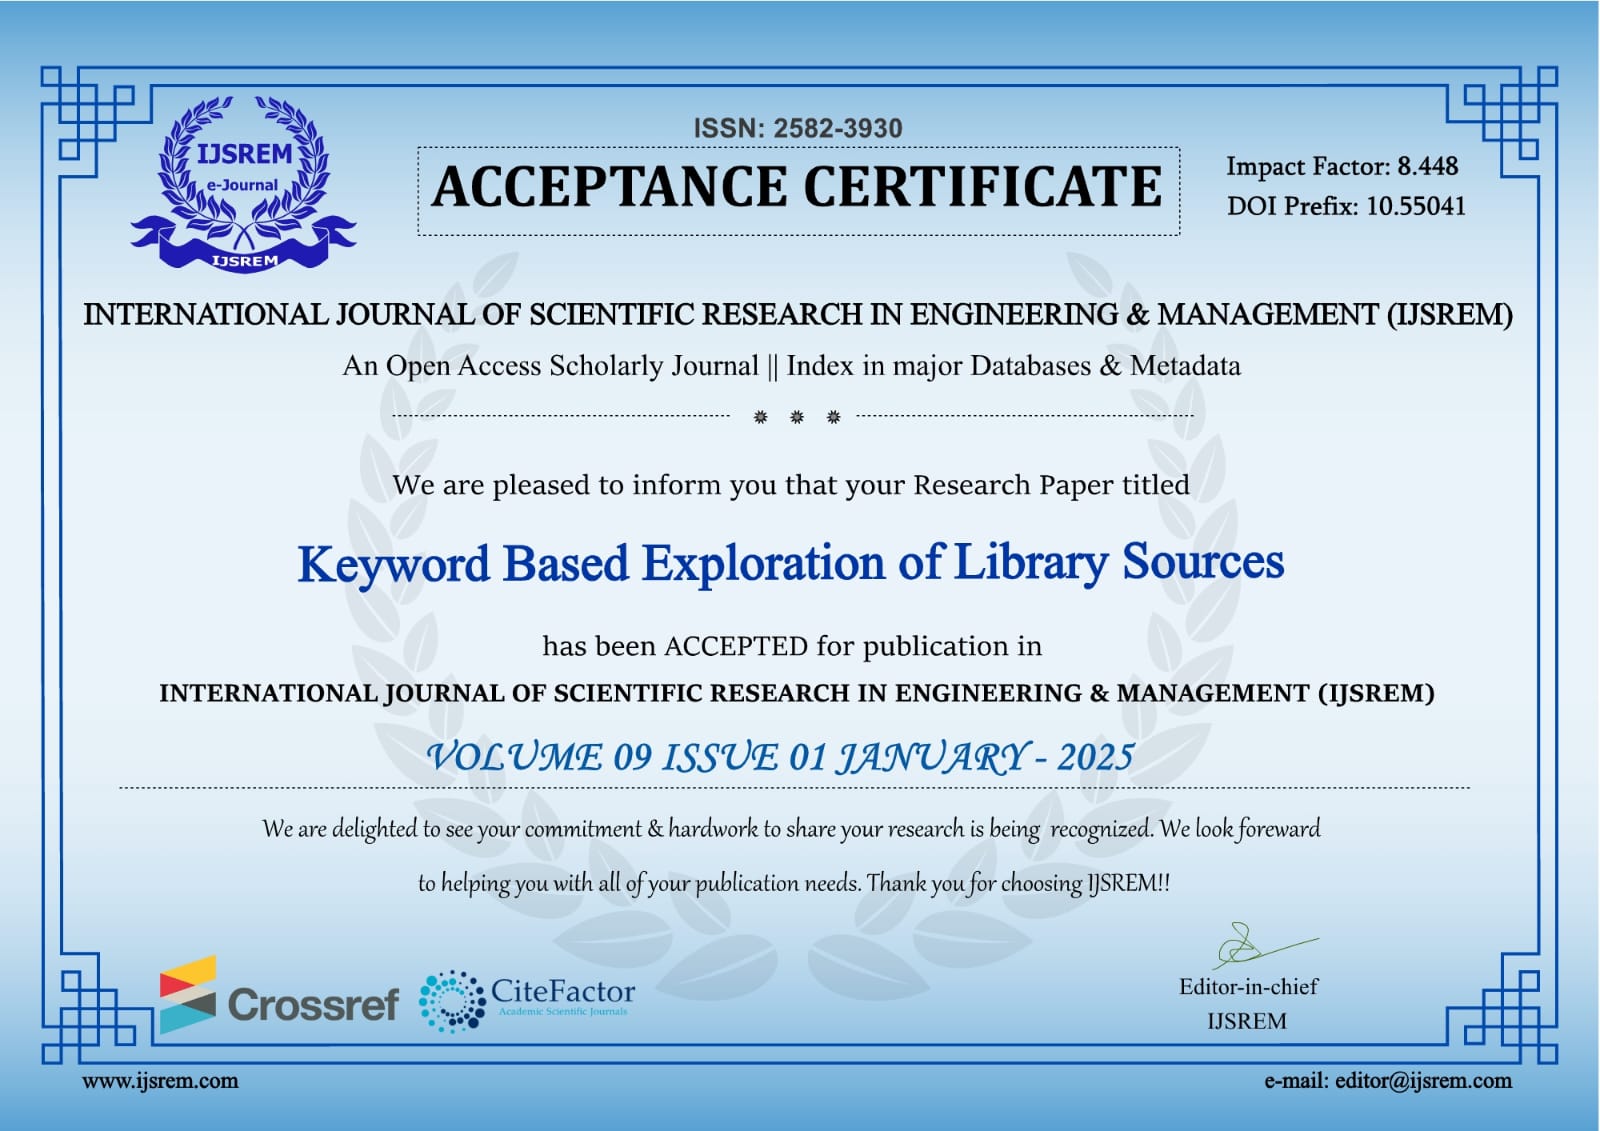 ISSN: 2582-3930
IJSREM
e-Journal
IJSREM
ACCEPTANCE CERTIFICATE
Impact Factor: 8.448
DOI Prefix: 10.55041
INTERNATIONAL JOURNAL OF SCIENTIFIC RESEARCH IN ENGINEERING & MANAGEMENT (IJSREM)
An Open Access Scholarly Journal || Index in major Databases & Metadata
We are pleased to inform you that your Research Paper titled
Keyword Based Exploration of Library Sources
has been ACCEPTED for publication in
INTERNATIONAL JOURNAL OF SCIENTIFIC RESEARCH IN ENGINEERING & MANAGEMENT (IJSREM)
VOLUME 09 ISSUE 01 JANUARY - 2025
We are delighted to see your commitment & hardwork to share your research is being recognized. We look foreward
to helping you with all of your publication needs. Thank you for choosing IJSREM!!
Crossref
CiteFactor
Academic Scientific Journals
Editor-in-chief
IJSREM
www.ijsrem.com
e-mail: editor@ijsrem.com